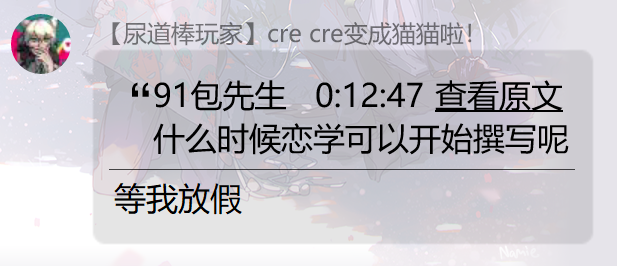 【尿道棒玩家】cre cre变成猫猫啦！
“91包先生 0:12:47 查看原文
什么时候恋学可以开始撰写呢
等我放假